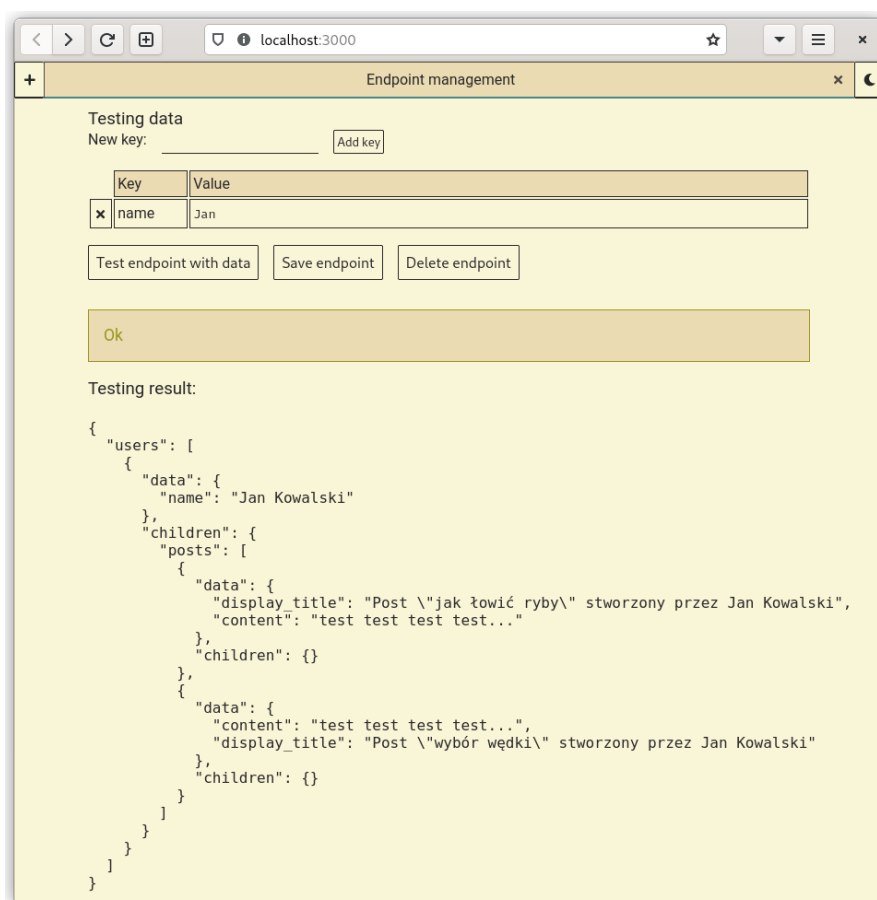 localhost:3000
Endpoint management
Testing data
New key: Add key
Key Value
name Jan
Test endpoint with data Save endpoint Delete endpoint
Ok
Testing result:
{
  "users": [
    {
      "data": {
        "name": "Jan Kowalski"
      },
      "children": {
        "posts": [
          {
            "data": {
              "display_title": "Post \"jak łowić ryby\" stworzony przez Jan Kowalski",
              "content": "test test test test..."
            },
            "children": {}
          },
          {
            "data": {
              "content": "test test test test...",
              "display_title": "Post \"wybór wędki\" stworzony przez Jan Kowalski"
            },
            "children": {}
          }
        ]
      }
    }
  ]
}